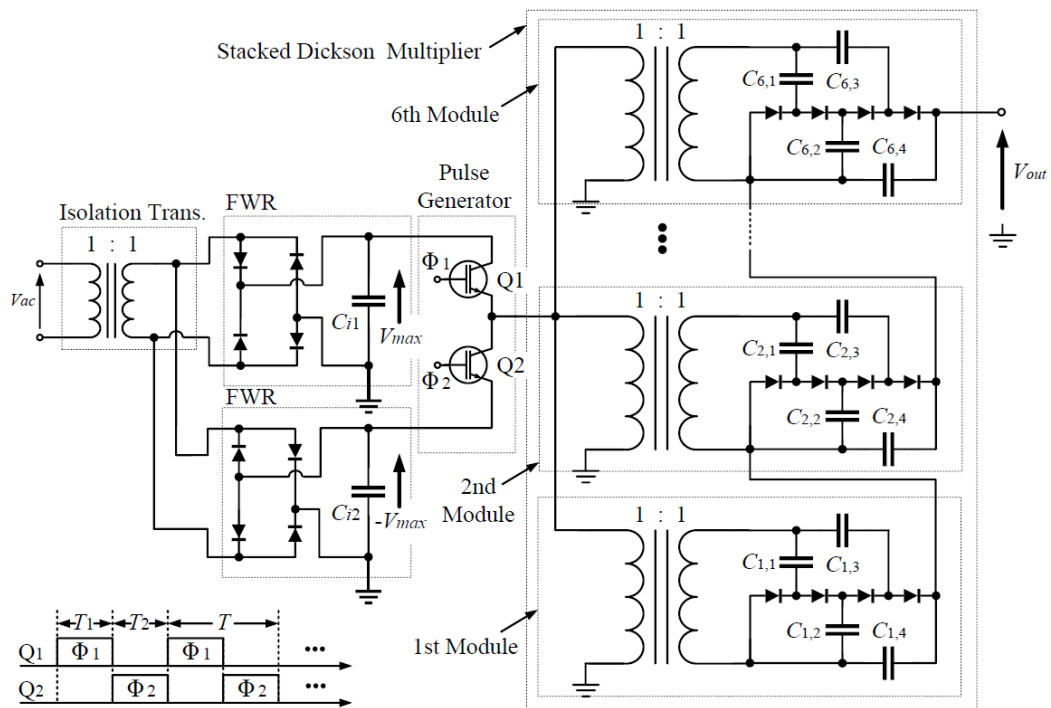 Stacked Dickson Multiplier
6th Module
1 : 1
C6,1
C6,3
C6,2
C6,4
Vout
Isolation Trans.
1 : 1
Vac
FWR
Ci1
Vmax
Pulse
Generator
Φ1
Q1
Φ2
Q2
FWR
Ci2
-Vmax
1 : 1
C2,1
C2,3
C2,2
C2,4
2nd
Module
1 : 1
C1,1
C1,3
C1,2
C1,4
1st Module
T1 T2 T
Q1 Φ1 Φ1 •••
Q2 Φ2 Φ2 •••